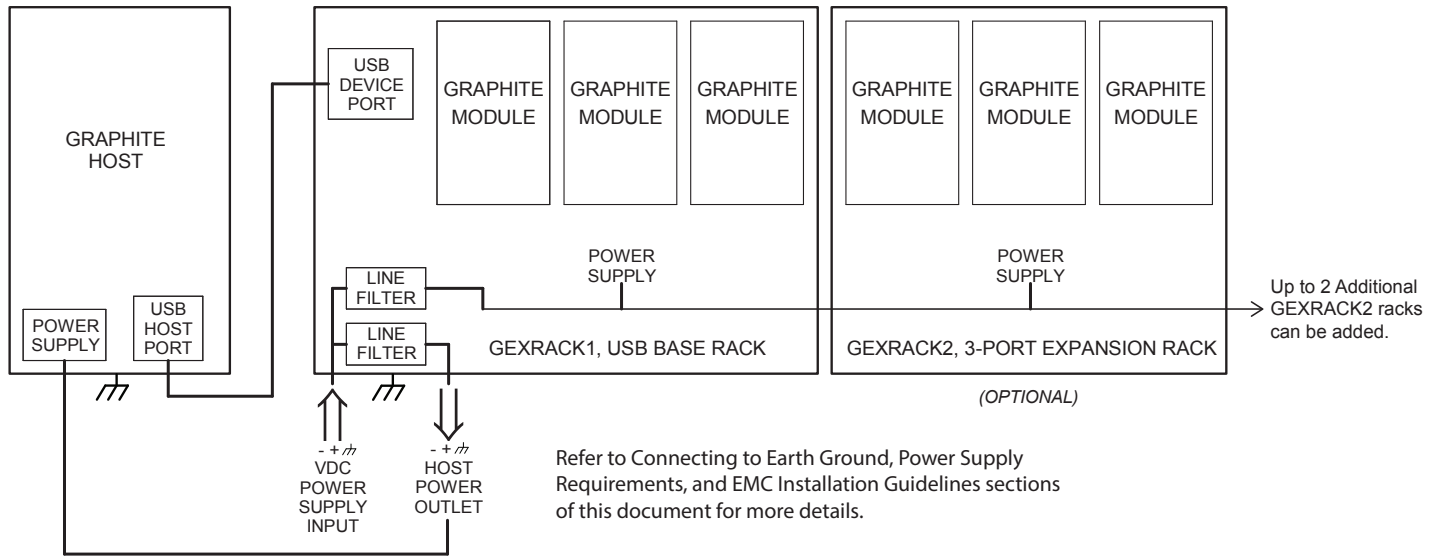 GRAPHITE
HOST
POWER
SUPPLY
USB
HOST
PORT
USB
DEVICE
PORT
GRAPHITE
MODULE
GRAPHITE
MODULE
GRAPHITE
MODULE
POWER
SUPPLY
LINE
FILTER
LINE
FILTER
GEXRACK1, USB BASE RACK
GRAPHITE
MODULE
GRAPHITE
MODULE
GRAPHITE
MODULE
POWER
SUPPLY
GEXRACK2, 3-PORT EXPANSION RACK
(OPTIONAL)
Up to 2 Additional
GEXRACK2 racks
can be added.
- +
VDC
POWER
SUPPLY
INPUT
- +
HOST
POWER
OUTLET
Refer to Connecting to Earth Ground, Power Supply
Requirements, and EMC Installation Guidelines sections
of this document for more details.